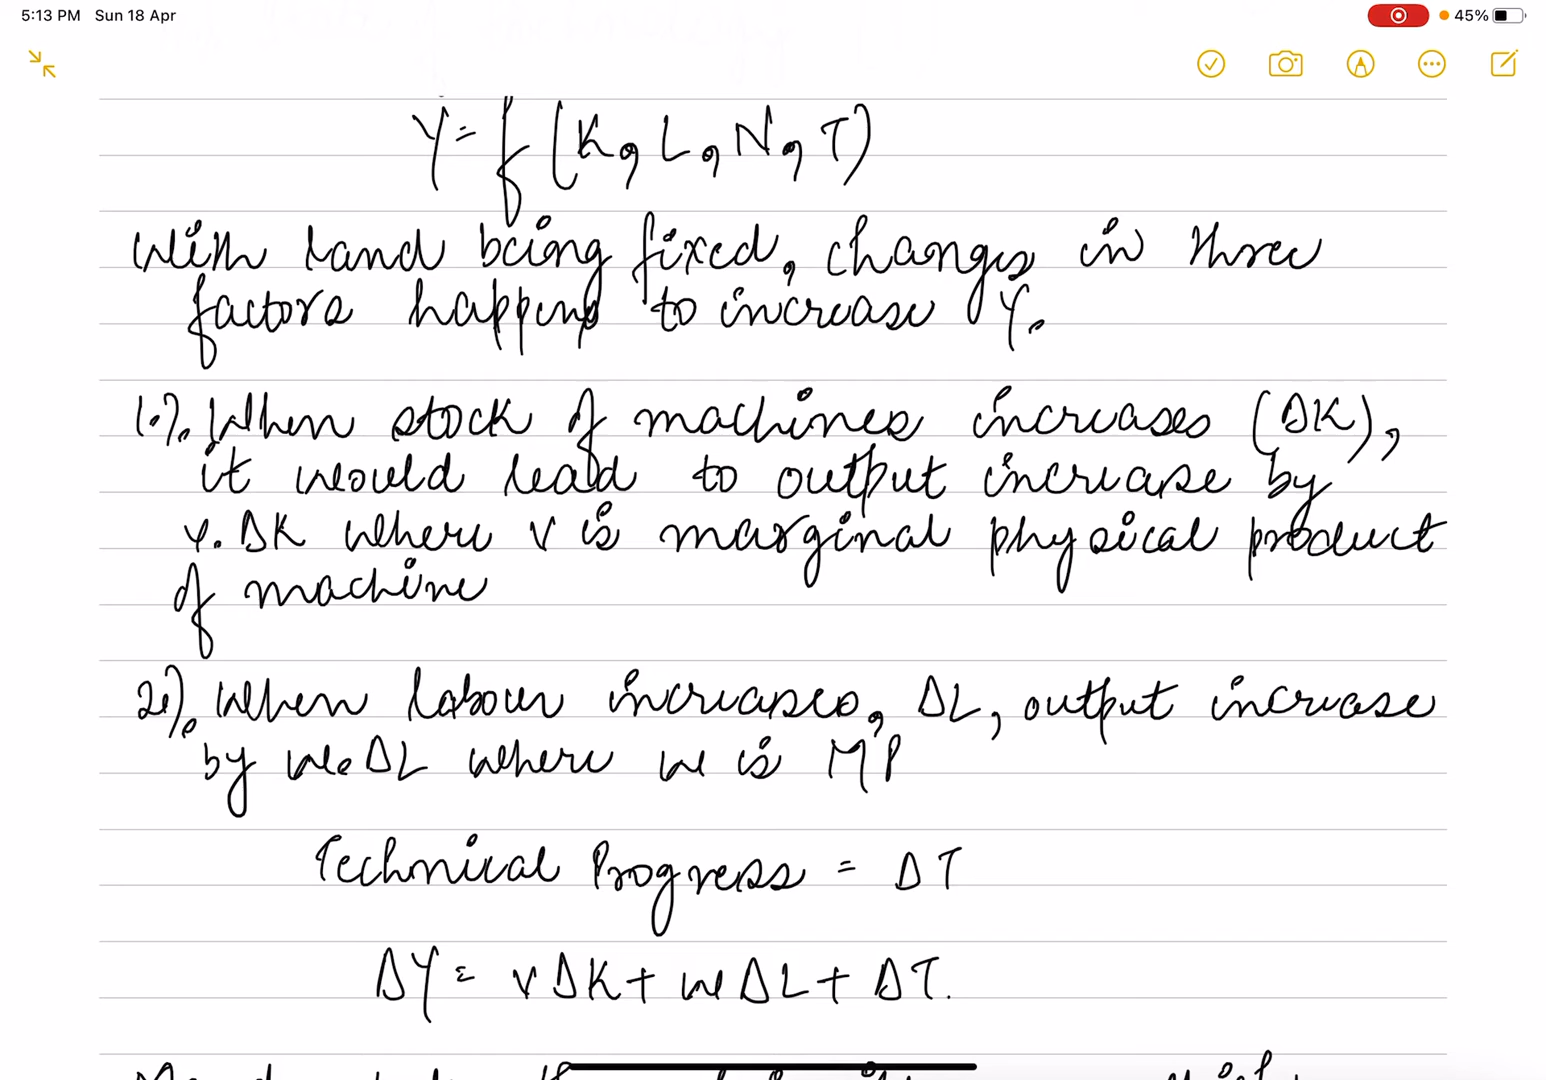 5:13 PM Sun 18 Apr
45%
Y = f (K, L, N, T)
With land being fixed, changes in three
factors happens to increase Y.
1.). When stock of machines increases (ΔK),
it would lead to output increase by
v. ΔK where v is marginal physical product
of machine
2.). When labour increases, ΔL, output increase
by w. ΔL where w is MP
Technical Progress = ΔT
ΔY = vΔK + wΔL + ΔT.